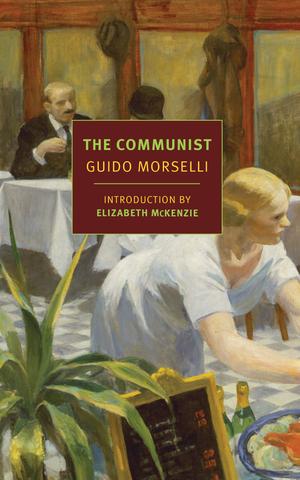 THE COMMUNIST
GUIDO MORSELLI
INTRODUCTION BY
ELIZABETH McKENZIE